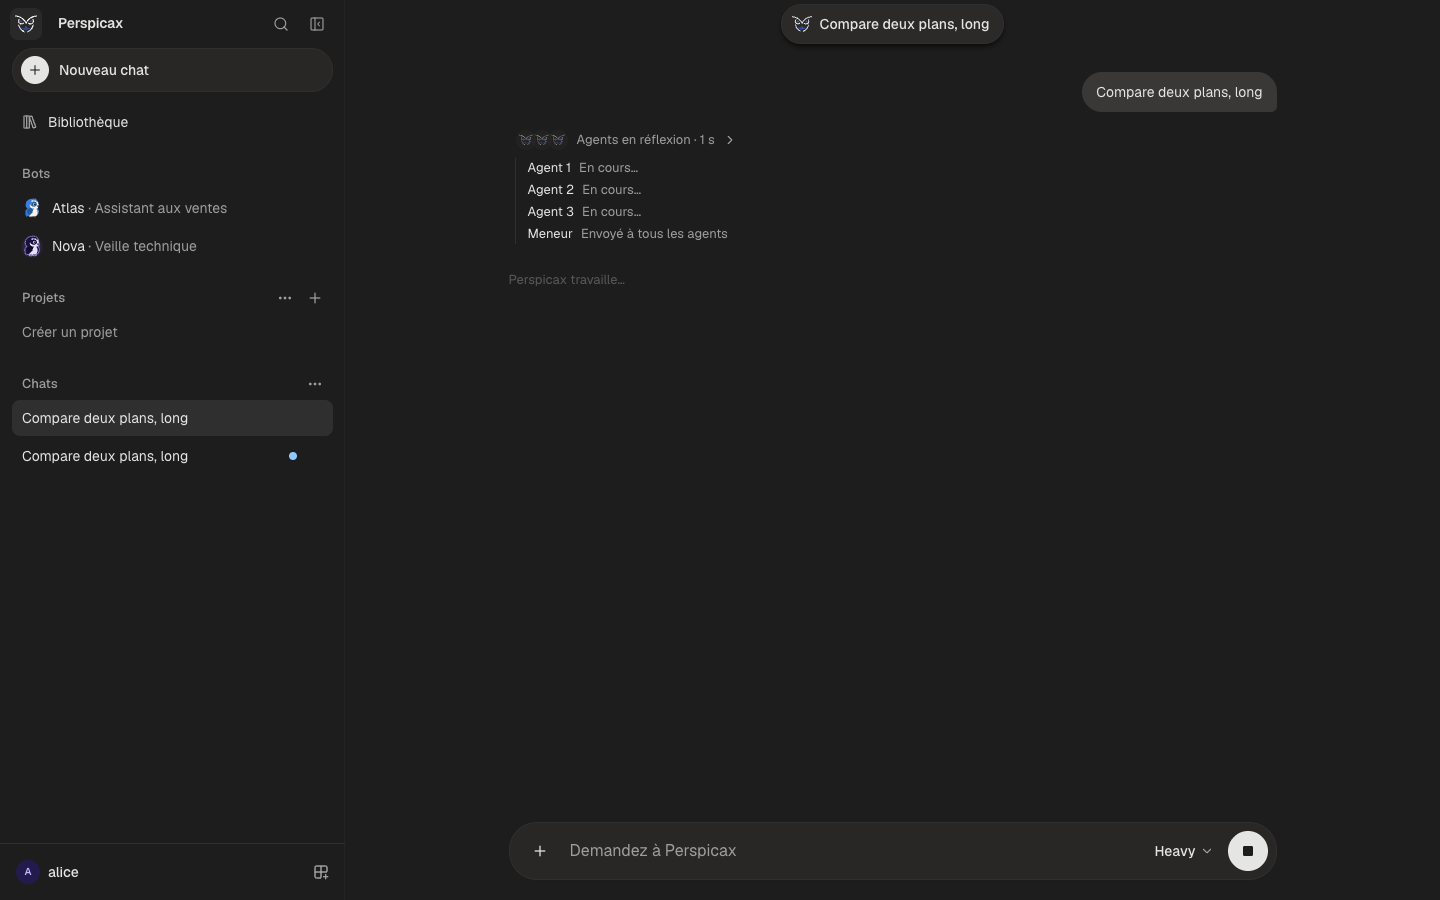 Perspicax
Nouveau chat
Bibliothèque
Bots
Atlas · Assistant aux ventes
Nova · Veille technique
Projets
Créer un projet
Chats
Compare deux plans, long
Compare deux plans, long
A alice
Compare deux plans, long
Compare deux plans, long
Agents en réflexion · 1 s
Agent 1 En cours…
Agent 2 En cours…
Agent 3 En cours…
Meneur Envoyé à tous les agents
Perspicax travaille…
Demandez à Perspicax
Heavy